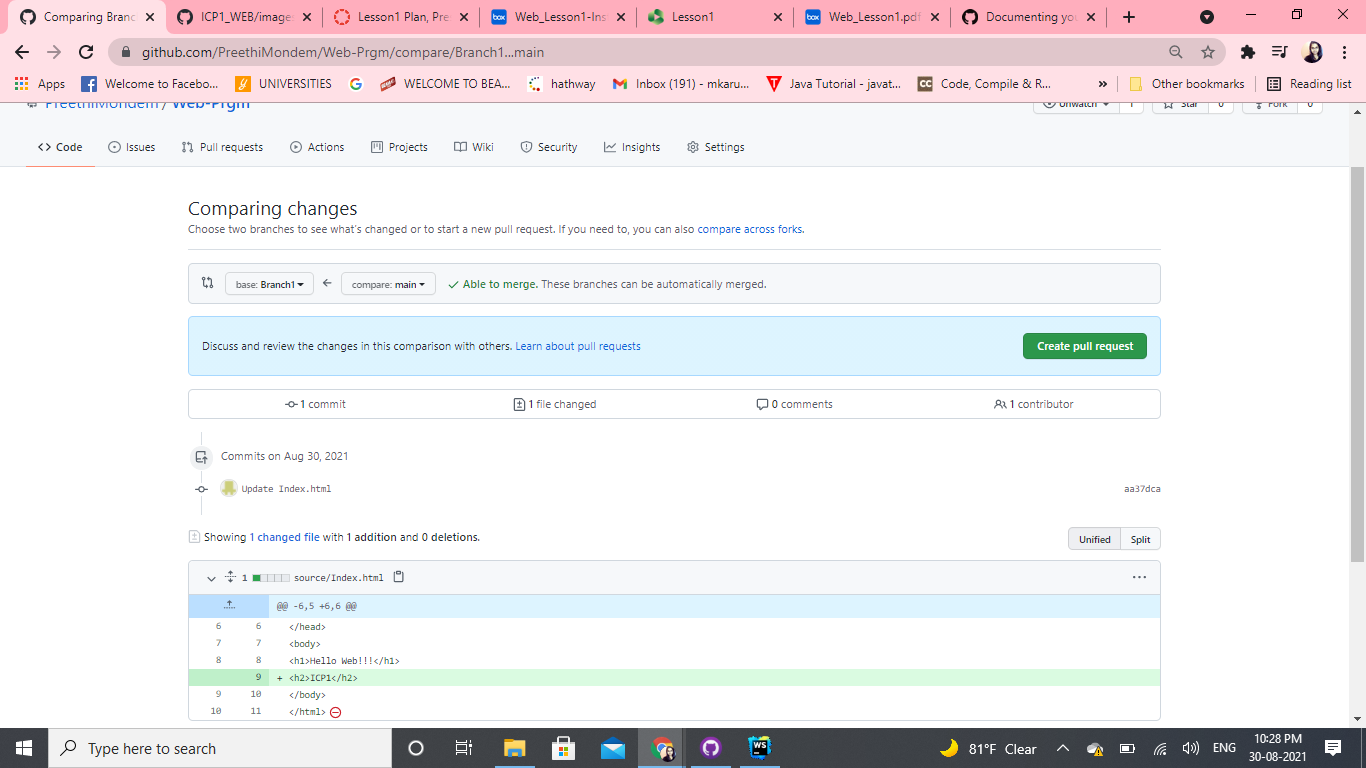 Comparing Branc
ICP1_WEB/image
Lesson1 Plan, Pre
Web_Lesson1-Ins
Lesson1
Web_Lesson1.pdf
Documenting you
github.com/PreethiMondem/Web-Prgm/compare/Branch1...main
Apps
Welcome to Facebo...
UNIVERSITIES
WELCOME TO BEA...
hathway
Inbox (191) - mkaru...
Java Tutorial - javat...
Code, Compile & R...
»
Other bookmarks
Reading list
PreethiMondem / Web-Prgm
Unwatch 1
Star 0
Fork 0
Code
Issues
Pull requests
Actions
Projects
Wiki
Security
Insights
Settings
Comparing changes
Choose two branches to see what's changed or to start a new pull request. If you need to, you can also compare across forks.
base: Branch1
compare: main
Able to merge. These branches can be automatically merged.
Discuss and review the changes in this comparison with others. Learn about pull requests
Create pull request
1 commit
1 file changed
0 comments
1 contributor
Commits on Aug 30, 2021
Update Index.html
aa37dca
Showing 1 changed file with 1 addition and 0 deletions.
Unified Split
1 source/Index.html
@@ -6,5 +6,6 @@
6 6 </head>
7 7 <body>
8 8 <h1>Hello Web!!!</h1>
9 + <h2>ICP1</h2>
9 10 </body>
10 11 </html>
Type here to search
WS
81°F Clear
ENG
10:28 PM
30-08-2021